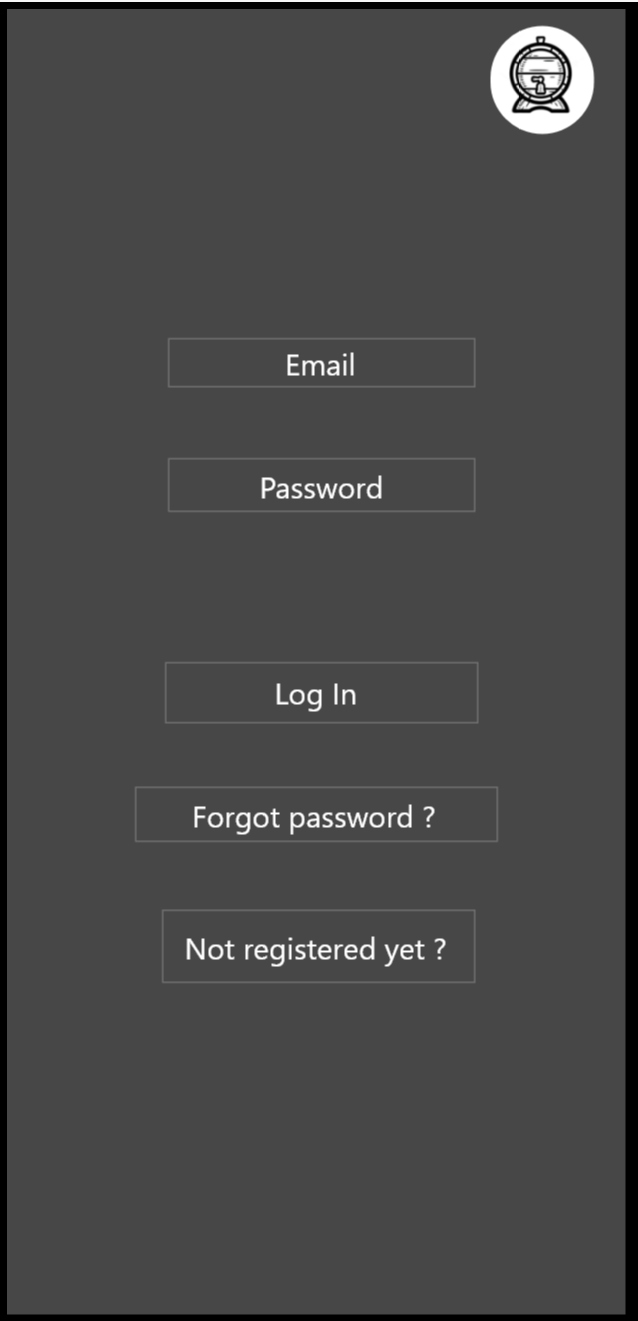 Email
Password
Log In
Forgot password ?
Not registered yet ?